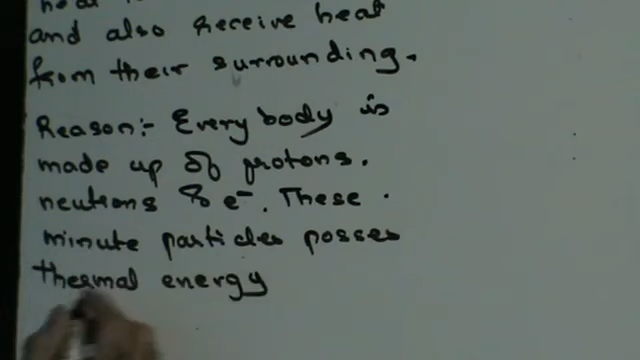 and also receive heat
from their surrounding.
Reason:- Every body is
made up of protons.
neutrons & e-. These
minute particles posses
thermal energy